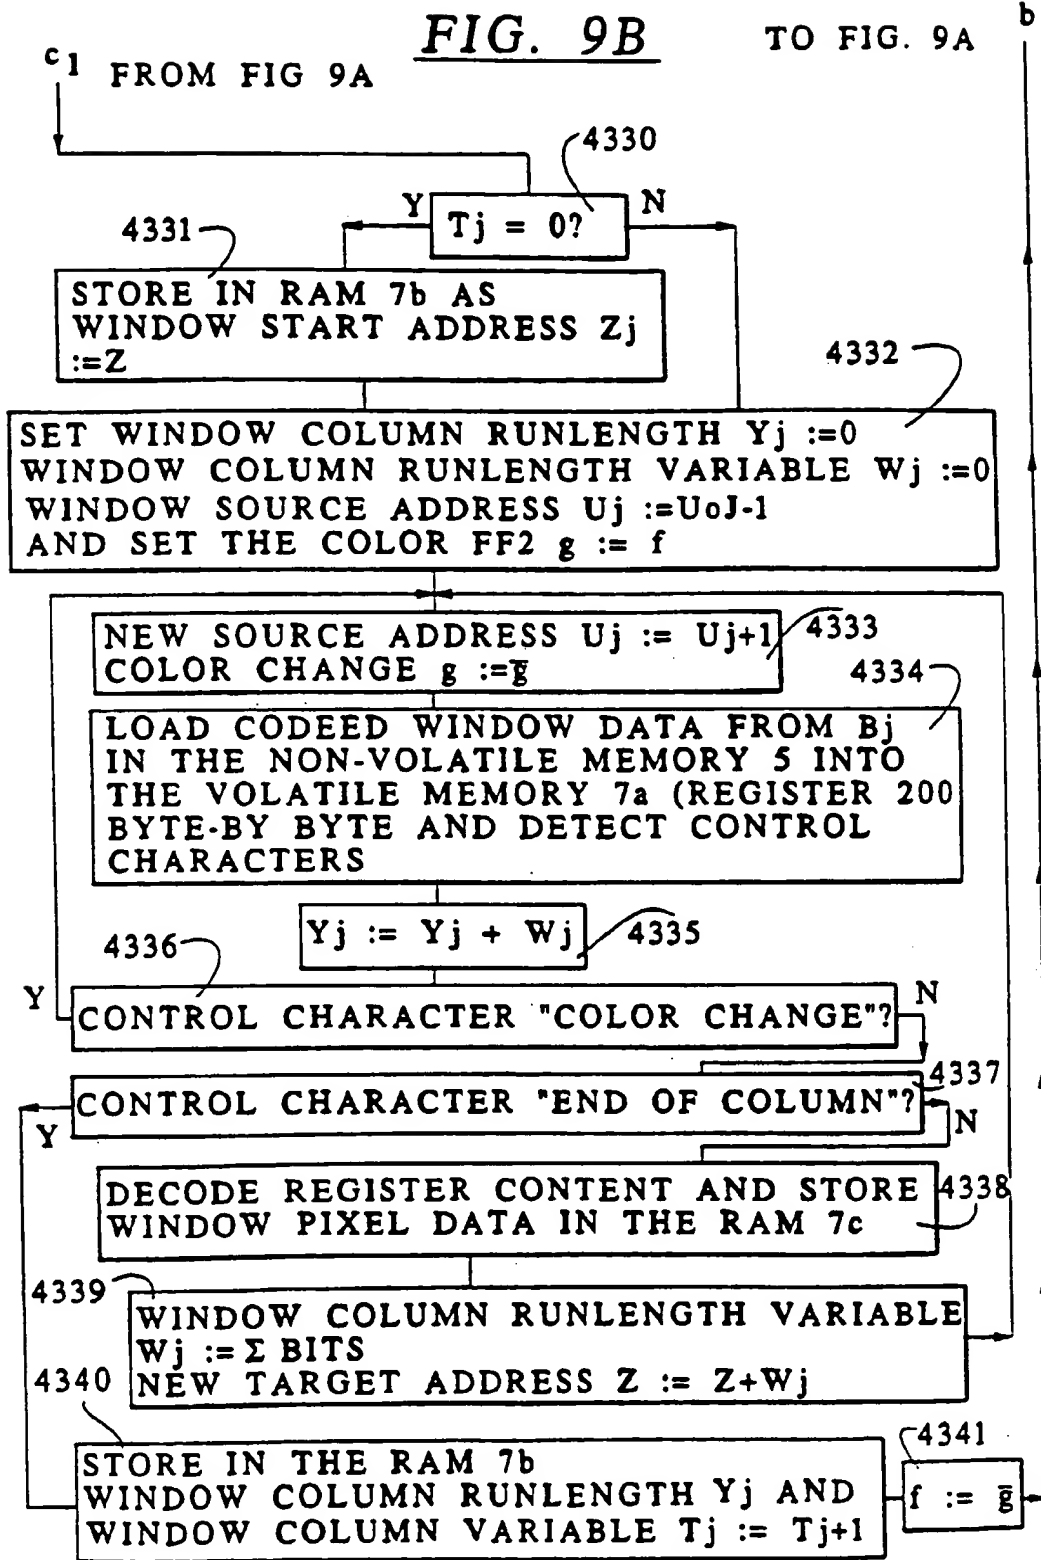 FIG. 9B
TO FIG. 9A
b
c1 FROM FIG 9A
4330
Y
Tj = 0?
N
4331
STORE IN RAM 7b AS
WINDOW START ADDRESS Zj
:=Z
4332
SET WINDOW COLUMN RUNLENGTH Yj :=0
WINDOW COLUMN RUNLENGTH VARIABLE Wj :=0
WINDOW SOURCE ADDRESS Uj :=UoJ-1
AND SET THE COLOR FF2 g := f
NEW SOURCE ADDRESS Uj := Uj+1
COLOR CHANGE g :=g̅
4333
4334
LOAD CODEED WINDOW DATA FROM Bj
IN THE NON-VOLATILE MEMORY 5 INTO
THE VOLATILE MEMORY 7a (REGISTER 200
BYTE-BY BYTE AND DETECT CONTROL
CHARACTERS
Yj := Yj + Wj
4335
4336
Y
CONTROL CHARACTER "COLOR CHANGE"?
N
4337
CONTROL CHARACTER "END OF COLUMN"?
Y
N
DECODE REGISTER CONTENT AND STORE
WINDOW PIXEL DATA IN THE RAM 7c
4338
4339
WINDOW COLUMN RUNLENGTH VARIABLE
Wj := Σ BITS
NEW TARGET ADDRESS Z := Z+Wj
4340
STORE IN THE RAM 7b
WINDOW COLUMN RUNLENGTH Yj AND
WINDOW COLUMN VARIABLE Tj := Tj+1
4341
f := g̅